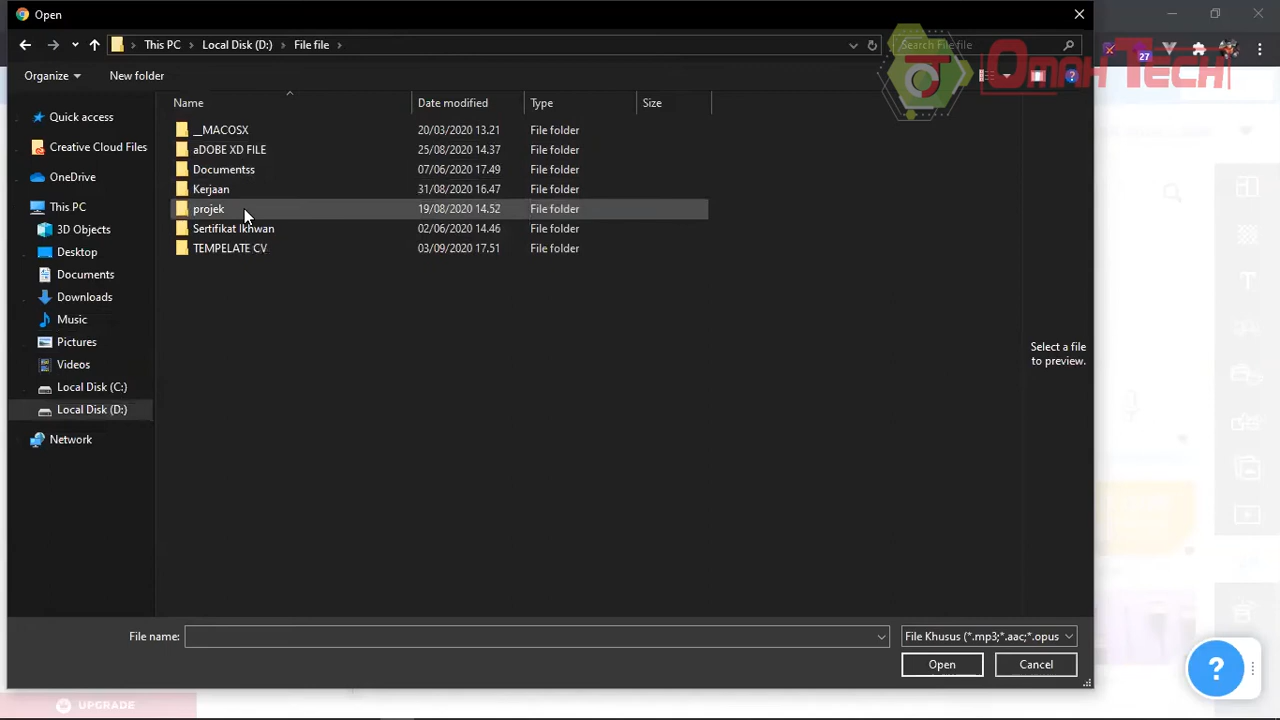 Open
This PC
Local Disk (D:)
File file
Search File file
OMAH TECH
27
Organize
New folder
Name
Date modified
Type
Size
Quick access
Creative Cloud Files
OneDrive
This PC
3D Objects
Desktop
Documents
Downloads
Music
Pictures
Videos
Local Disk (C:)
Local Disk (D:)
Network
__MACOSX 20/03/2020 13.21 File folder
aDOBE XD FILE 25/08/2020 14.37 File folder
Documentss 07/06/2020 17.49 File folder
Kerjaan 31/08/2020 16.47 File folder
projek 19/08/2020 14.52 File folder
Sertifikat Ikhwan 02/06/2020 14.46 File folder
TEMPELATE CV 03/09/2020 17.51 File folder
Select a file
to preview.
File name:
File Khusus (*.mp3;*.aac;*.opus
Open
Cancel
?
UPGRADE